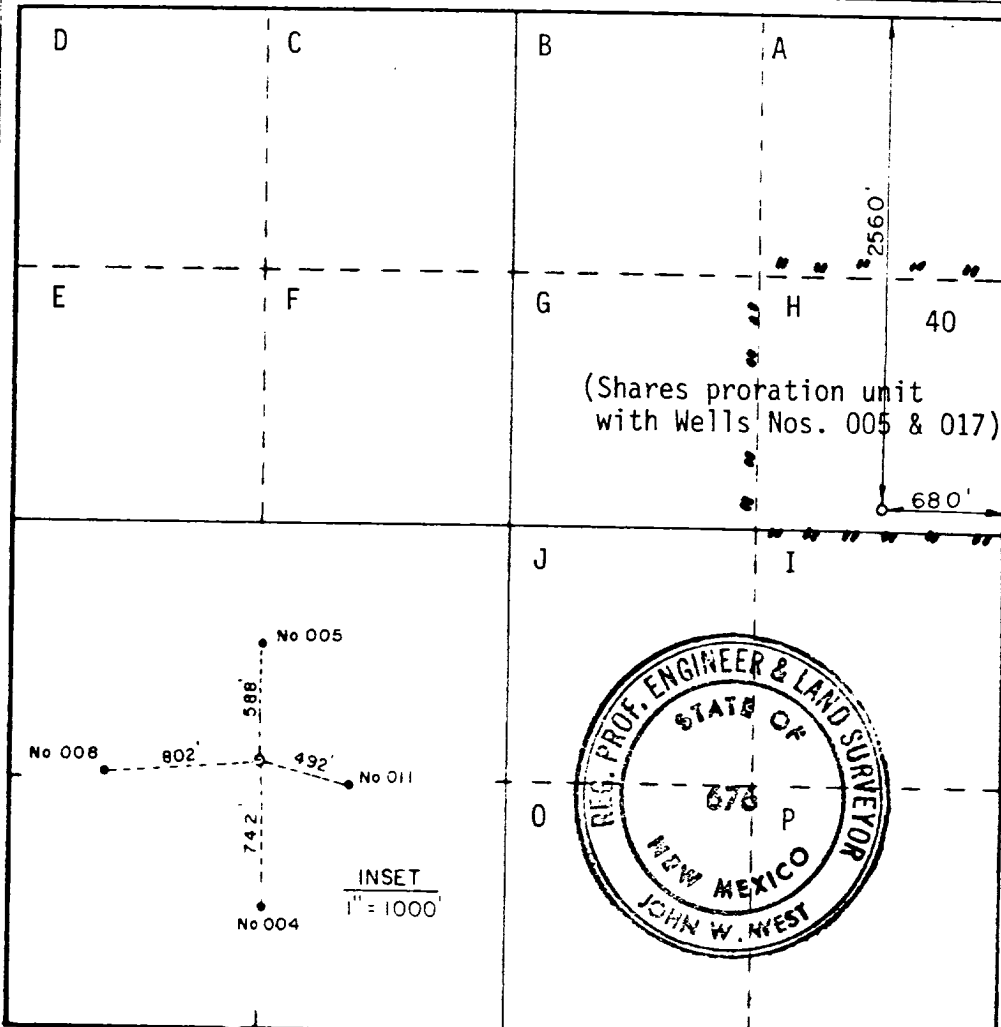 D C B A
2560'
E F G H
40
(Shares proration unit
with Wells Nos. 005 & 017)
680'
J I
No 005
588'
No 008
802'
492'
No 011
742'
INSET
1" = 1000'
No 004
O P
REG. PROF. ENGINEER & LAND SURVEYOR
STATE OF
676
NEW MEXICO
JOHN W. WEST